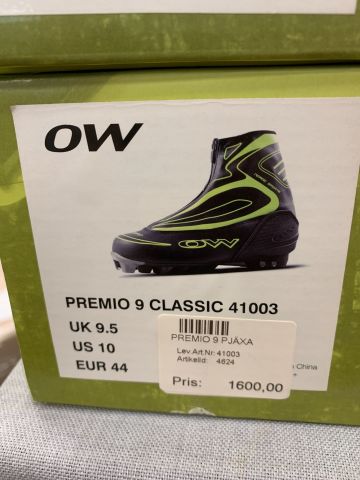 OW
OW
PREMIO 9 CLASSIC 41003
UK 9.5
US 10
EUR 44
PREMIO 9 PJÄXA
Lev.Art.Nr: 41003
ArtikelId: 4624
Pris: 1600,00
China